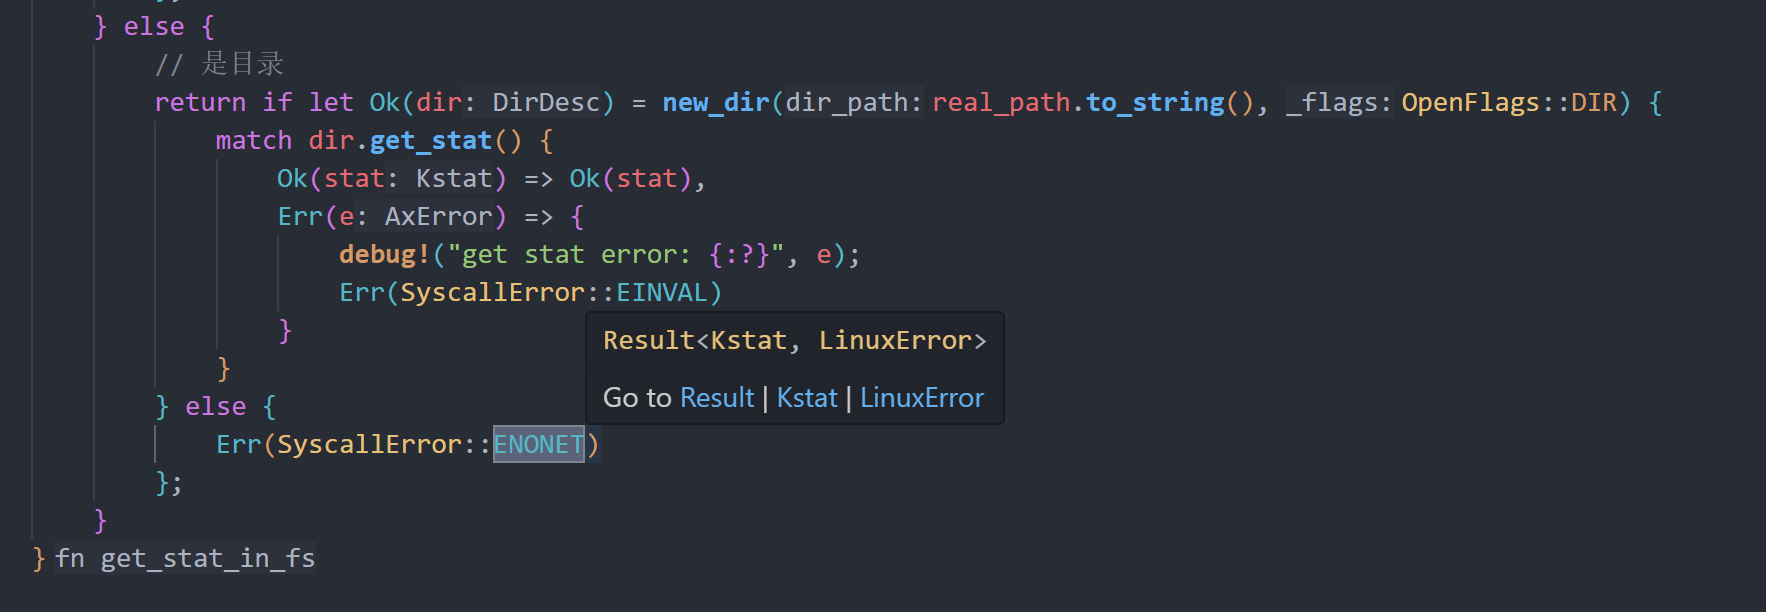 } else {
// 是目录
return if let Ok(dir: DirDesc) = new_dir(dir_path: real_path.to_string(), _flags: OpenFlags::DIR) {
match dir.get_stat() {
Ok(stat: Kstat) => Ok(stat),
Err(e: AxError) => {
debug!("get stat error: {:?}", e);
Err(SyscallError::EINVAL)
}
Result<Kstat, LinuxError>
}
Go to Result | Kstat | LinuxError
} else {
Err(SyscallError::ENONET)
};
}
} fn get_stat_in_fs